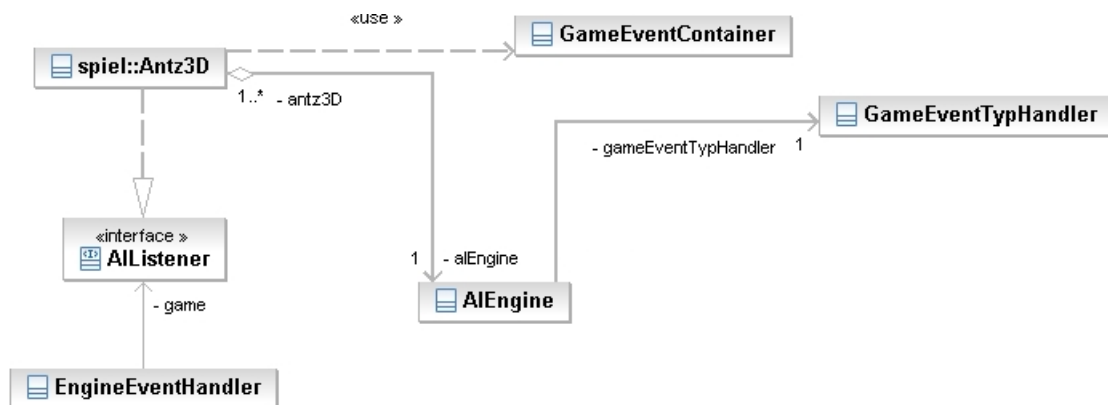 «use »
GameEventContainer
spiel::Antz3D
1..* - antz3D
GameEventTypHandler
- gameEventTypHandler 1
«interface »
AIListener
1 - aIEngine
AIEngine
- game
EngineEventHandler